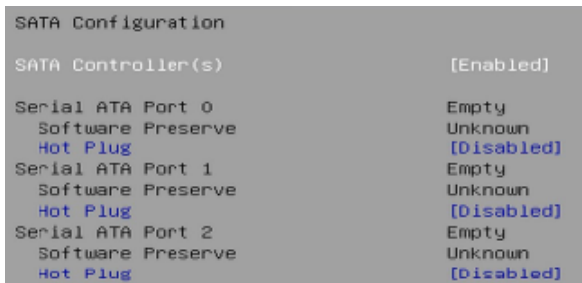 SATA Configuration
SATA Controller(s) [Enabled]
Serial ATA Port 0 Empty
Software Preserve Unknown
Hot Plug [Disabled]
Serial ATA Port 1 Empty
Software Preserve Unknown
Hot Plug [Disabled]
Serial ATA Port 2 Empty
Software Preserve Unknown
Hot Plug [Disabled]